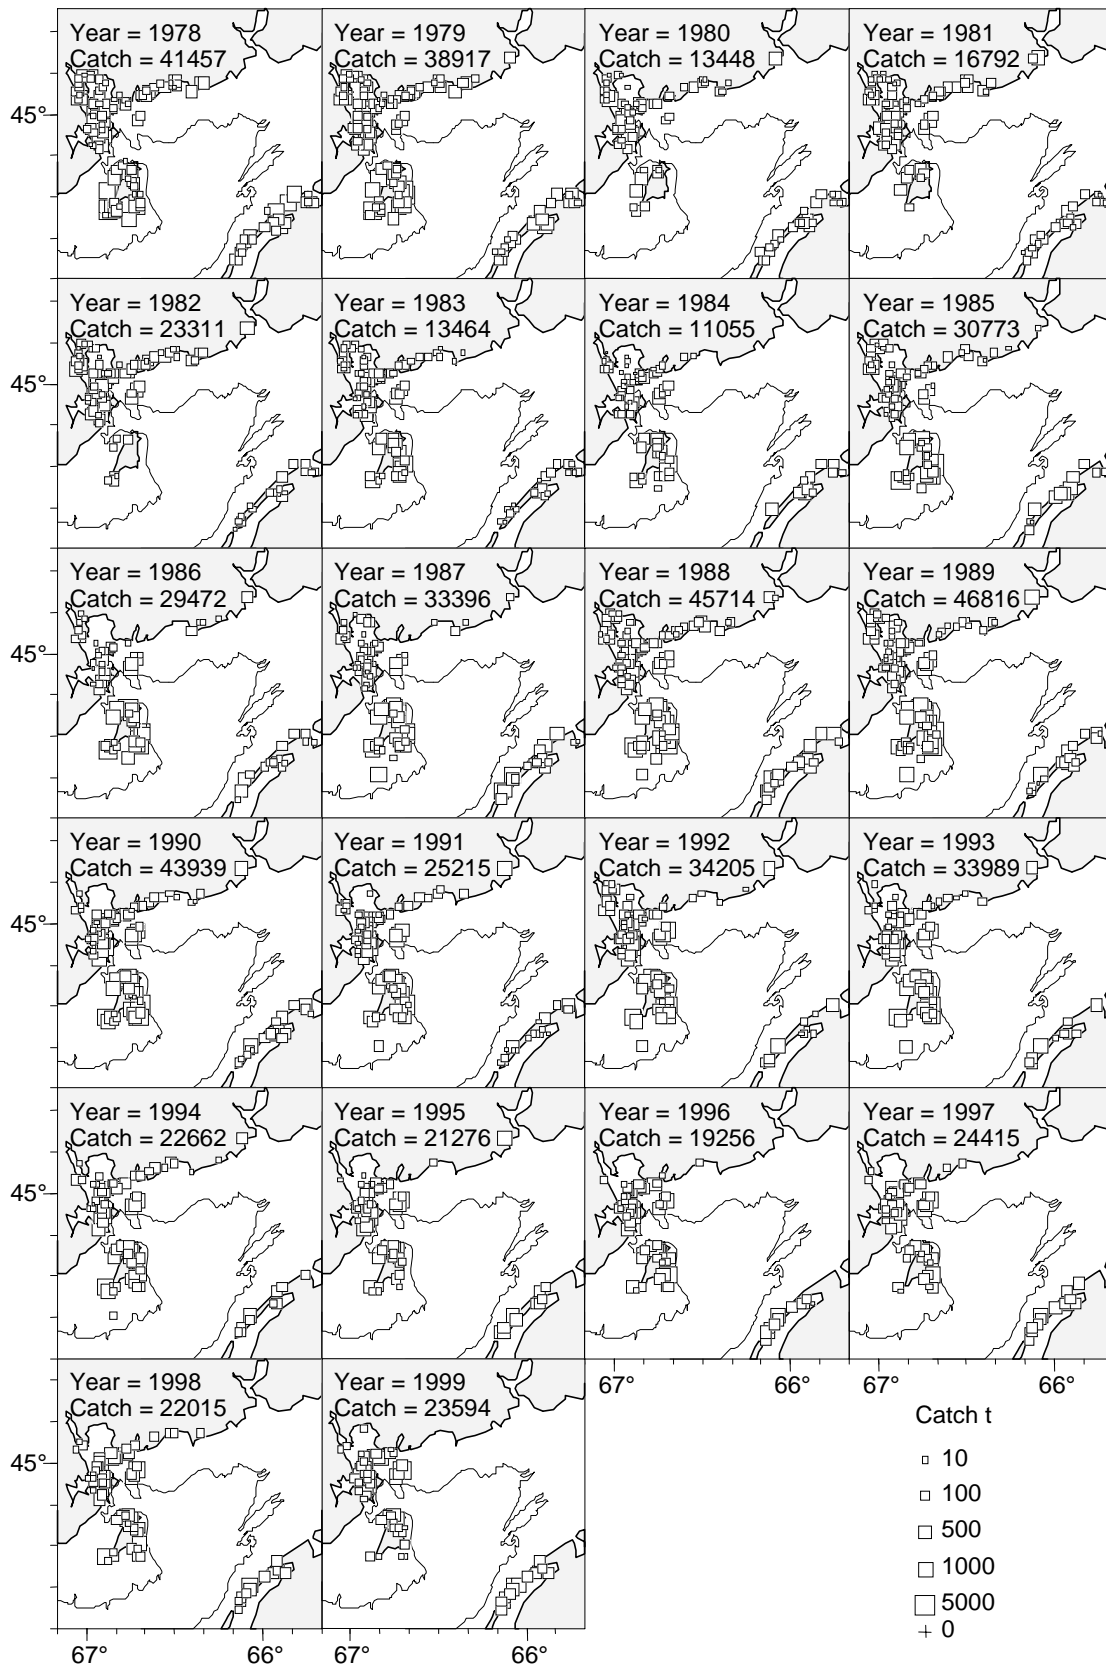 Year = 1978
Catch = 41457
Year = 1979
Catch = 38917
Year = 1980
Catch = 13448
Year = 1981
Catch = 16792
45°
Year = 1982
Catch = 23311
Year = 1983
Catch = 13464
Year = 1984
Catch = 11055
Year = 1985
Catch = 30773
45°
Year = 1986
Catch = 29472
Year = 1987
Catch = 33396
Year = 1988
Catch = 45714
Year = 1989
Catch = 46816
45°
Year = 1990
Catch = 43939
Year = 1991
Catch = 25215
Year = 1992
Catch = 34205
Year = 1993
Catch = 33989
45°
Year = 1994
Catch = 22662
Year = 1995
Catch = 21276
Year = 1996
Catch = 19256
Year = 1997
Catch = 24415
45°
Year = 1998
Catch = 22015
Year = 1999
Catch = 23594
67° 66°
67° 66°
45°
Catch t
10
100
500
1000
5000
0
67° 66°
67° 66°